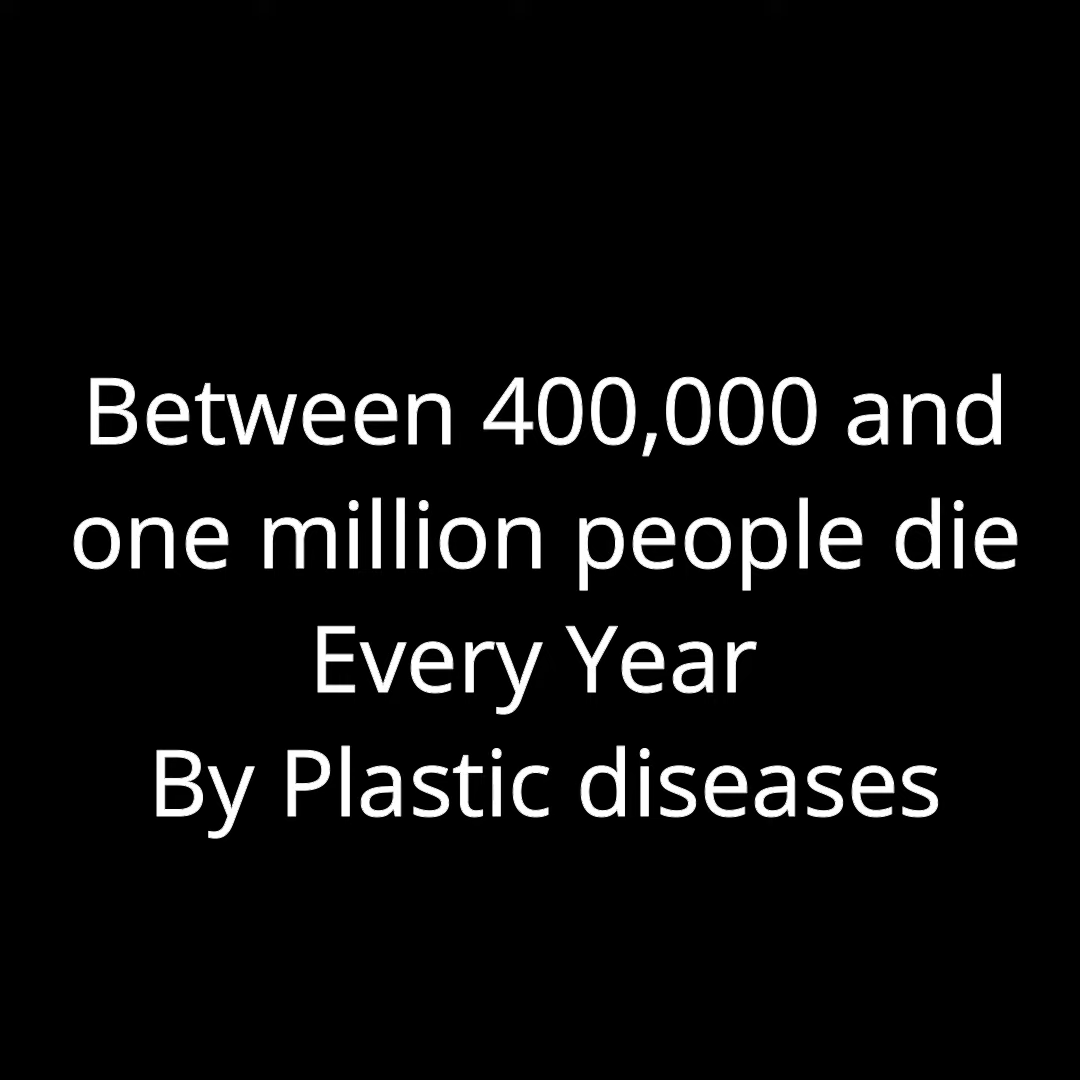 Between 400,000 and
one million people die
Every Year
By Plastic diseases